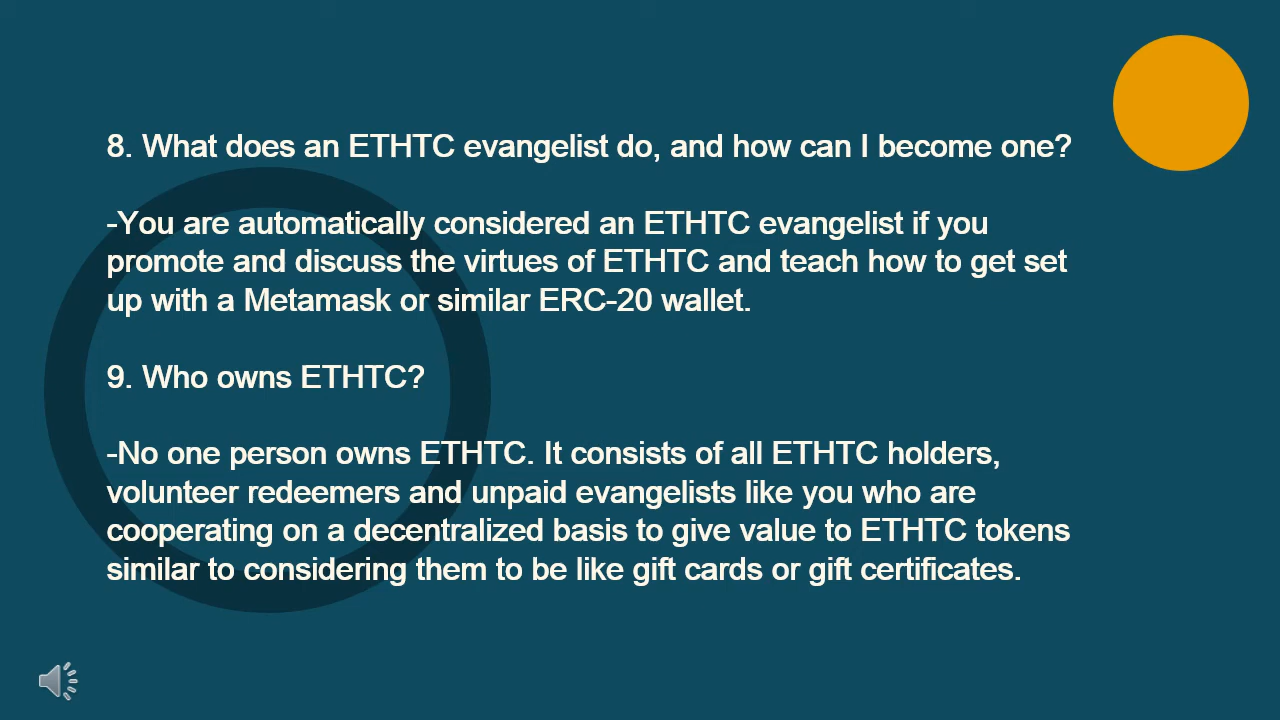 8. What does an ETHTC evangelist do, and how can I become one?
-You are automatically considered an ETHTC evangelist if you
promote and discuss the virtues of ETHTC and teach how to get set
up with a Metamask or similar ERC-20 wallet.
9. Who owns ETHTC?
-No one person owns ETHTC. It consists of all ETHTC holders,
volunteer redeemers and unpaid evangelists like you who are
cooperating on a decentralized basis to give value to ETHTC tokens
similar to considering them to be like gift cards or gift certificates.